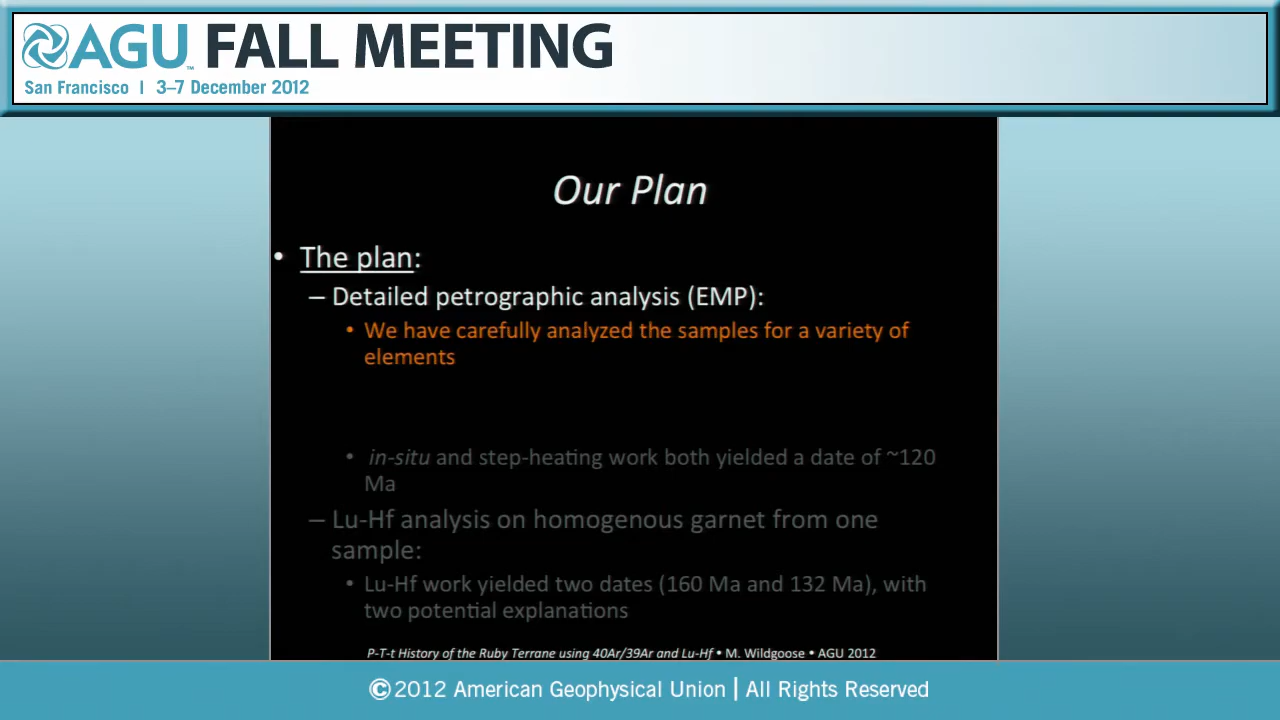 AGU™ FALL MEETING
San Francisco | 3–7 December 2012
Our Plan
• The plan:
– Detailed petrographic analysis (EMP):
• We have carefully analyzed the samples for a variety of
elements
• in-situ and step-heating work both yielded a date of ~120
Ma
– Lu-Hf analysis on homogenous garnet from one
sample:
• Lu-Hf work yielded two dates (160 Ma and 132 Ma), with
two potential explanations
P-T-t History of the Ruby Terrane using 40Ar/39Ar and Lu-Hf • M. Wildgoose • AGU 2012
©2012 American Geophysical Union | All Rights Reserved